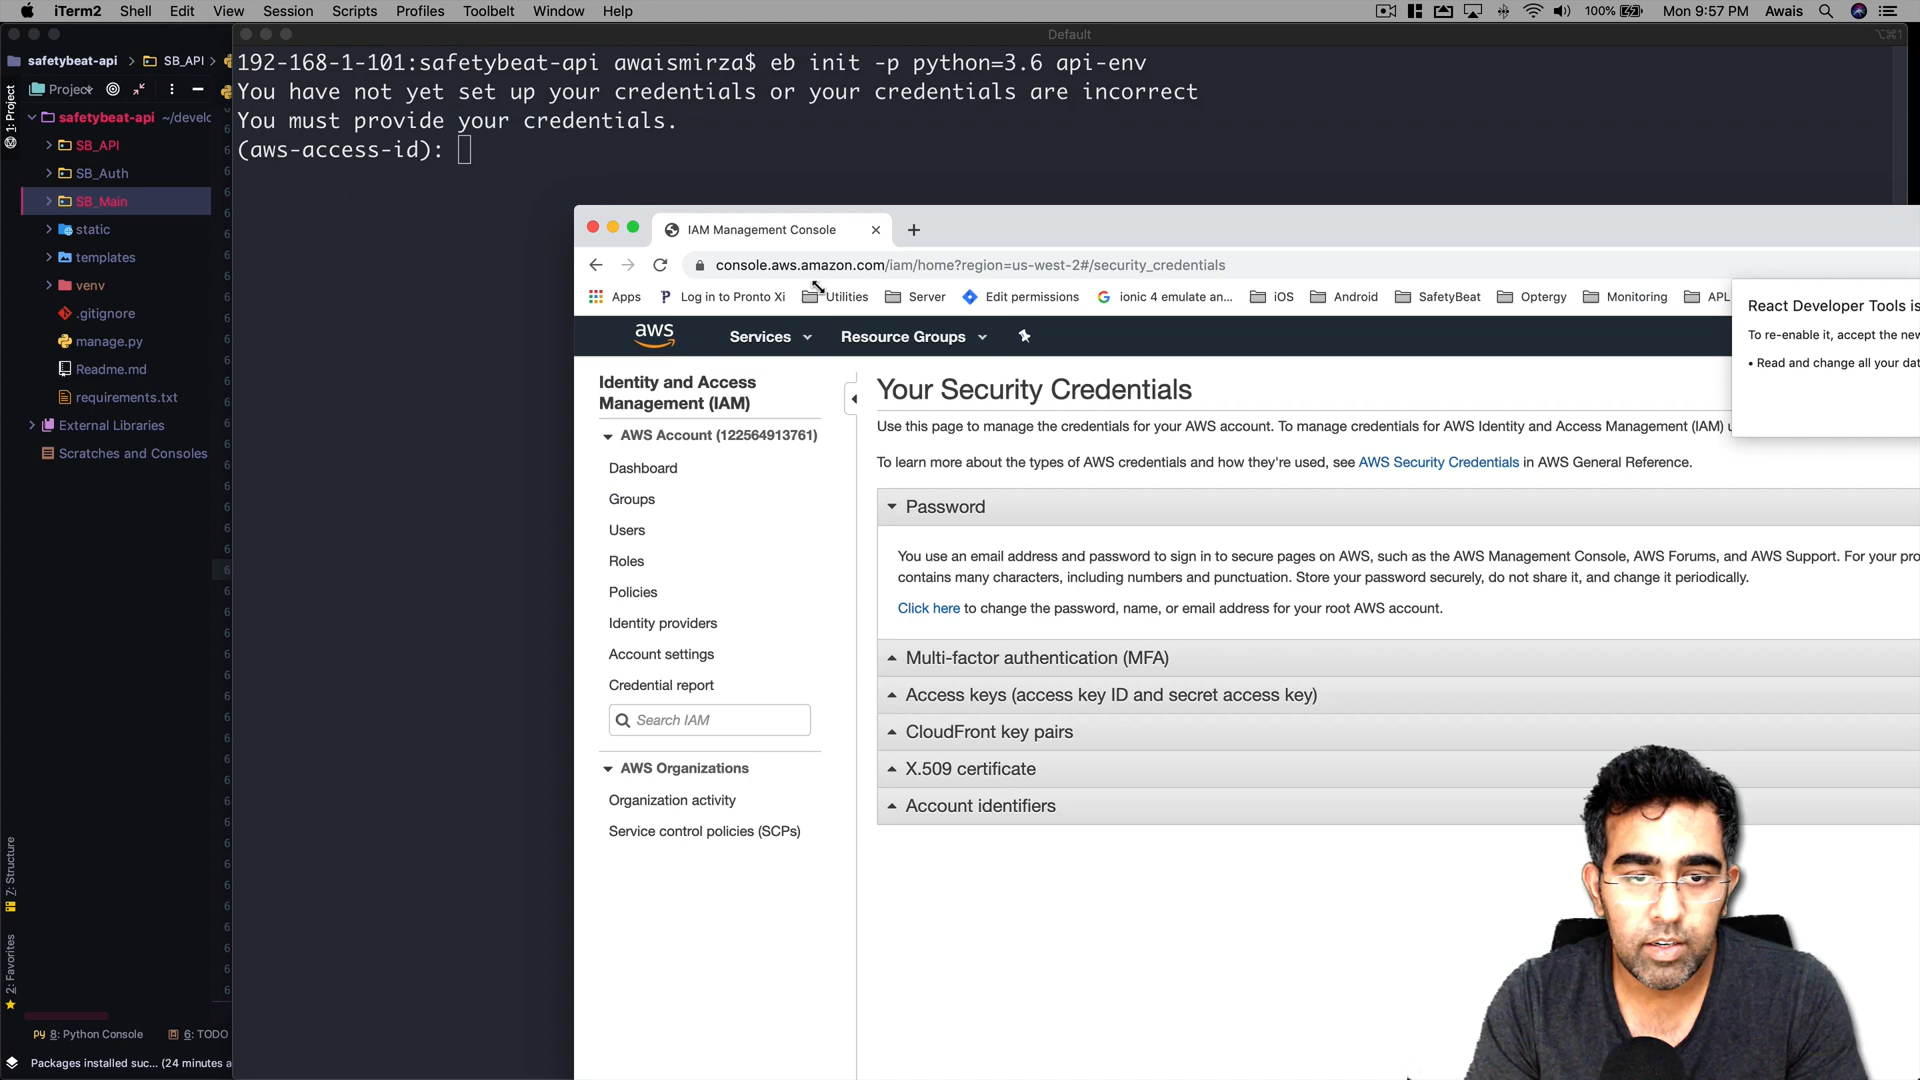 iTerm2 Shell Edit View Session Scripts Profiles Toolbelt Window Help 100% Mon 9:57 PM Awais
Default
⌥⌘1
safetybeat-api > SB_API >
192-168-1-101:safetybeat-api awaismirza$ eb init -p python=3.6 api-env
You have not yet set up your credentials or your credentials are incorrect
You must provide your credentials.
(aws-access-id):
1: Project
Project
safetybeat-api ~/develo
SB_API
SB_Auth
SB_Main
static
templates
venv
.gitignore
manage.py
Readme.md
requirements.txt
External Libraries
Scratches and Consoles
7: Structure
2: Favorites
8: Python Console
6: TODO
Packages installed suc... (24 minutes a
IAM Management Console
console.aws.amazon.com/iam/home?region=us-west-2#/security_credentials
Apps Log in to Pronto Xi Utilities Server Edit permissions ionic 4 emulate an... iOS Android SafetyBeat Optergy Monitoring APL
React Developer Tools is
To re-enable it, accept the new
• Read and change all your dat
aws Services Resource Groups
Identity and Access
Management (IAM)
AWS Account (122564913761)
Dashboard
Groups
Users
Roles
Policies
Identity providers
Account settings
Credential report
Search IAM
AWS Organizations
Organization activity
Service control policies (SCPs)
Your Security Credentials
Use this page to manage the credentials for your AWS account. To manage credentials for AWS Identity and Access Management (IAM) u
To learn more about the types of AWS credentials and how they're used, see AWS Security Credentials in AWS General Reference.
Password
You use an email address and password to sign in to secure pages on AWS, such as the AWS Management Console, AWS Forums, and AWS Support. For your pro
contains many characters, including numbers and punctuation. Store your password securely, do not share it, and change it periodically.
Click here to change the password, name, or email address for your root AWS account.
Multi-factor authentication (MFA)
Access keys (access key ID and secret access key)
CloudFront key pairs
X.509 certificate
Account identifiers